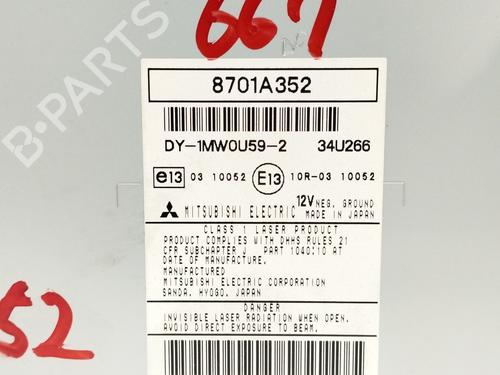 667
B-PARTS
8701A352
DY-1MW0U59-2 34U266
e13 03 10052 E13 10R-03 10052
12V NEG. GROUND
MITSUBISHI ELECTRIC MADE IN JAPAN
CLASS 1 LASER PRODUCT
PRODUCT COMPLIES WITH DHHS RULES 21
CFR SUBCHAPTER J PART 1040:10 AT
DATE OF MANUFACTURE.
MANUFACTURED
MITSUBISHI ELECTRIC CORPORATION
SANDA, HYOGO, JAPAN
DANGER
INVISIBLE LASER RADIATION WHEN OPEN.
AVOID DIRECT EXPOSURE TO BEAM.
52